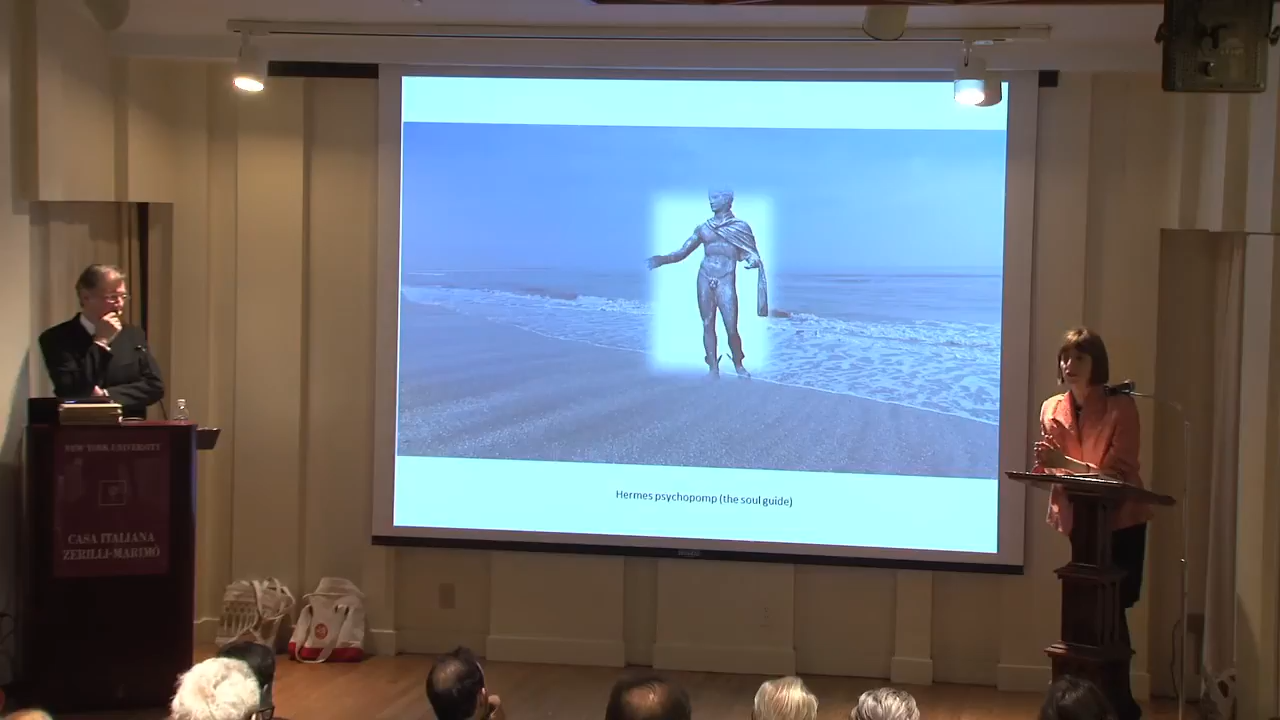 Hermes psychopomp (the soul guide)
NEW YORK UNIVERSITY
CASA ITALIANA
ZERILLI-MARIMÒ